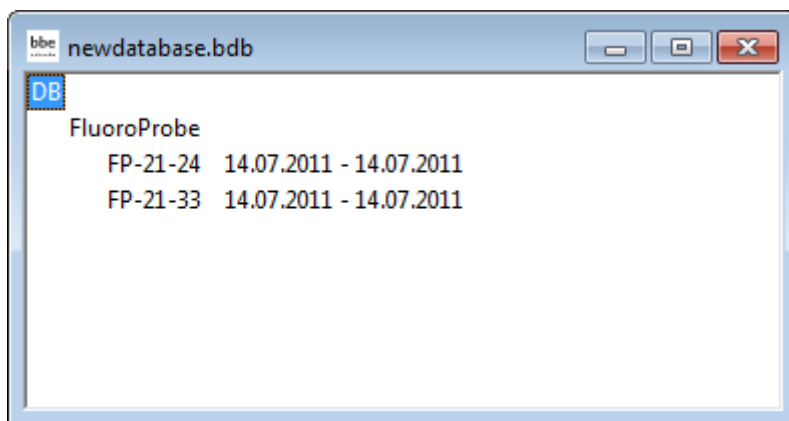 bbe newdatabase.bdb
DB
FluoroProbe
FP-21-24 14.07.2011 - 14.07.2011
FP-21-33 14.07.2011 - 14.07.2011